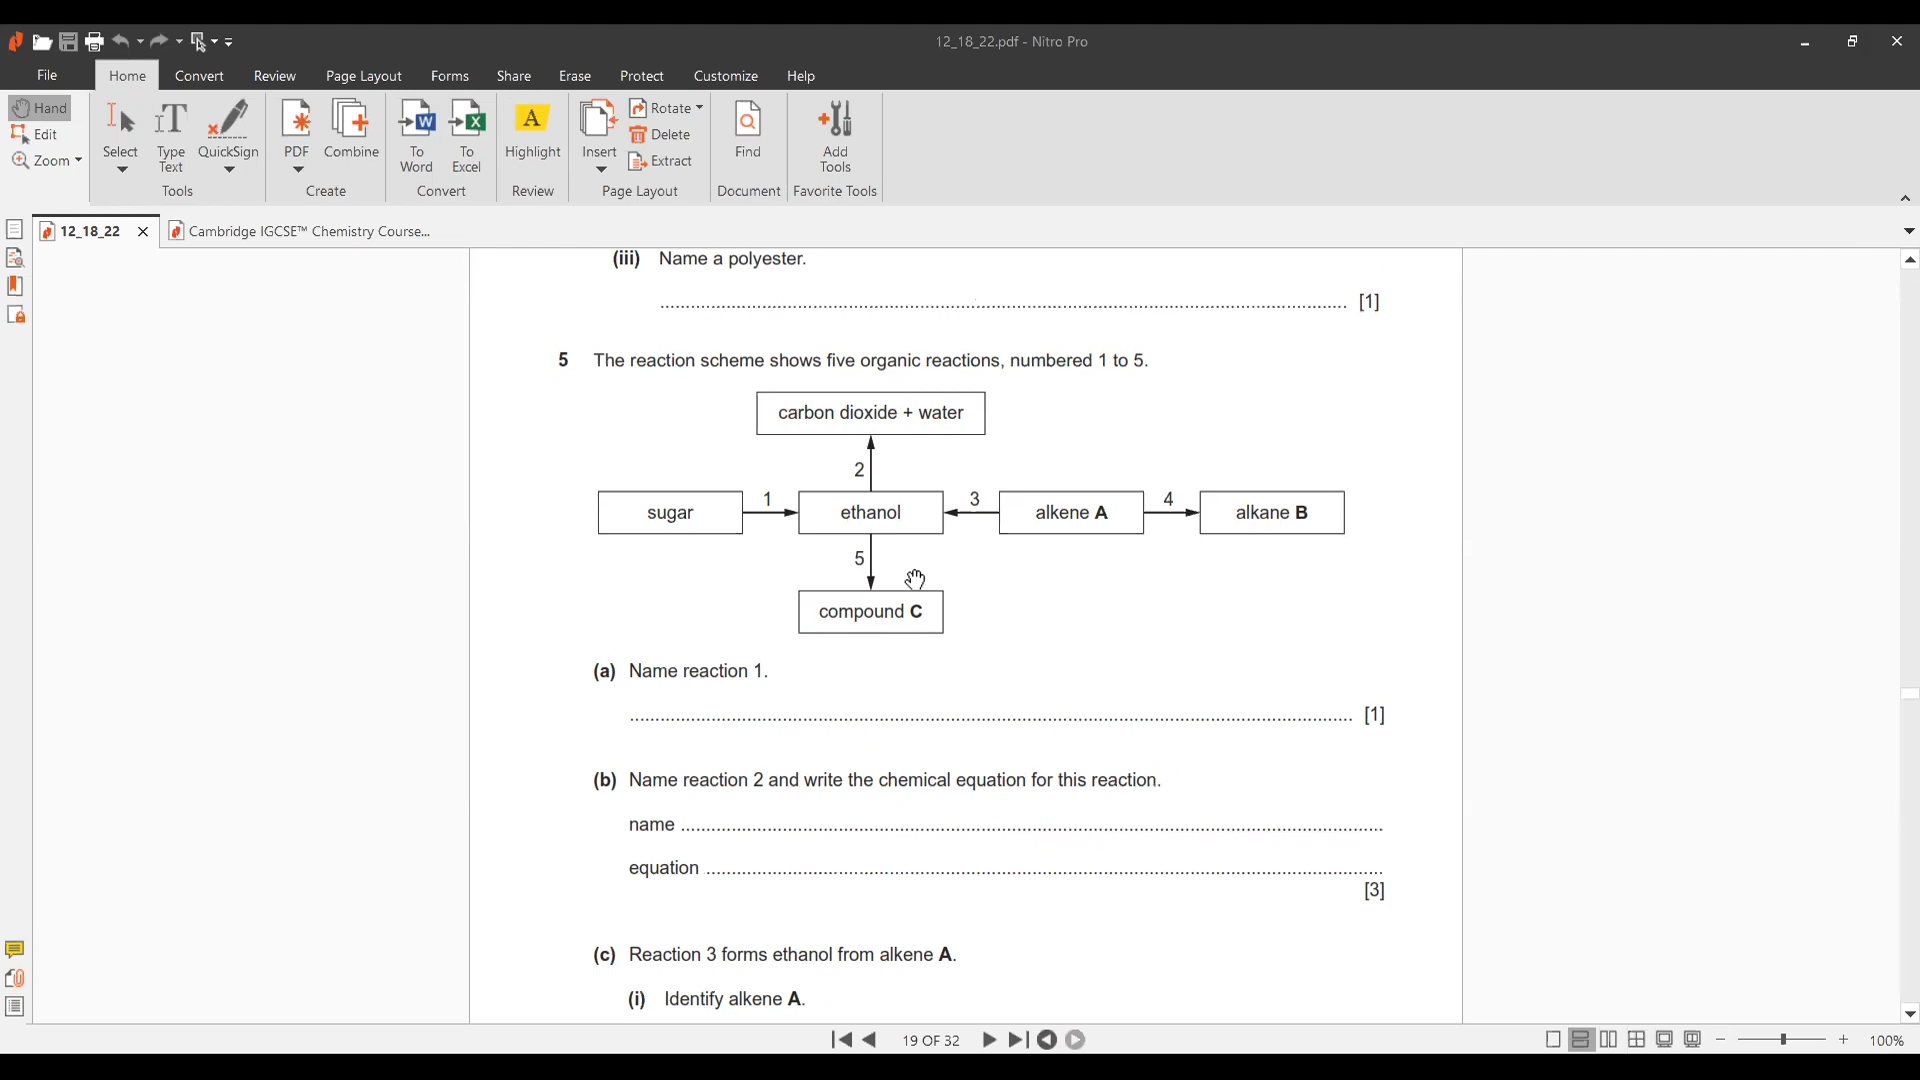 12_18_22.pdf - Nitro Pro
File Home Convert Review Page Layout Forms Share Erase Protect Customize Help
Hand
Edit
Zoom
Select
Type Text
QuickSign
Tools
PDF
Combine
Create
To Word
To Excel
Convert
A
Highlight
Review
Insert
Rotate
Delete
Extract
Page Layout
Find
Document
Add Tools
Favorite Tools
12_18_22
Cambridge IGCSE™ Chemistry Course...
(iii) Name a polyester.
.......................................................................................................................................... [1]
5 The reaction scheme shows five organic reactions, numbered 1 to 5.
carbon dioxide + water
2
sugar 1 ethanol 3 alkene A 4 alkane B
5
compound C
(a) Name reaction 1.
.......................................................................................................................................... [1]
(b) Name reaction 2 and write the chemical equation for this reaction.
name ..........................................................................................................................................
equation ..........................................................................................................................................
[3]
(c) Reaction 3 forms ethanol from alkene A.
(i) Identify alkene A.
19 OF 32
100%